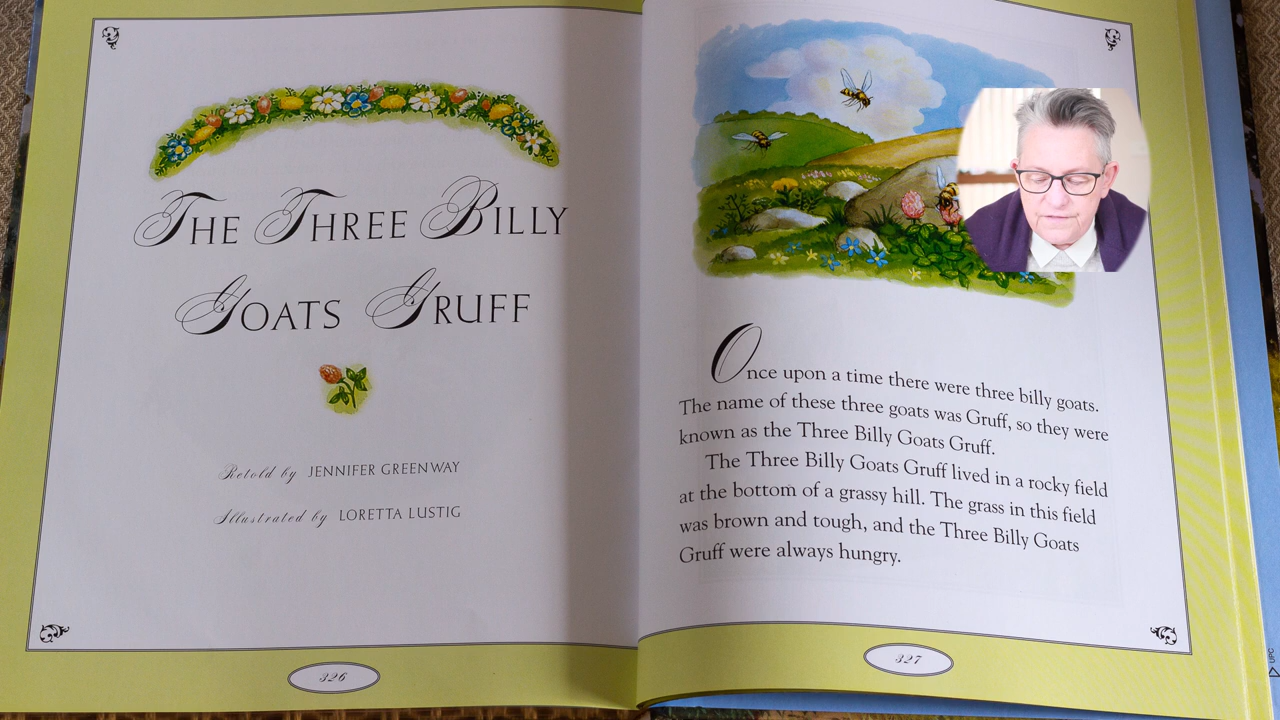 THE THREE BILLY
GOATS GRUFF
Retold by JENNIFER GREENWAY
Illustrated by LORETTA LUSTIG
326
Once upon a time there were three billy goats.
The name of these three goats was Gruff, so they were
known as the Three Billy Goats Gruff.
The Three Billy Goats Gruff lived in a rocky field
at the bottom of a grassy hill. The grass in this field
was brown and tough, and the Three Billy Goats
Gruff were always hungry.
327
UPC